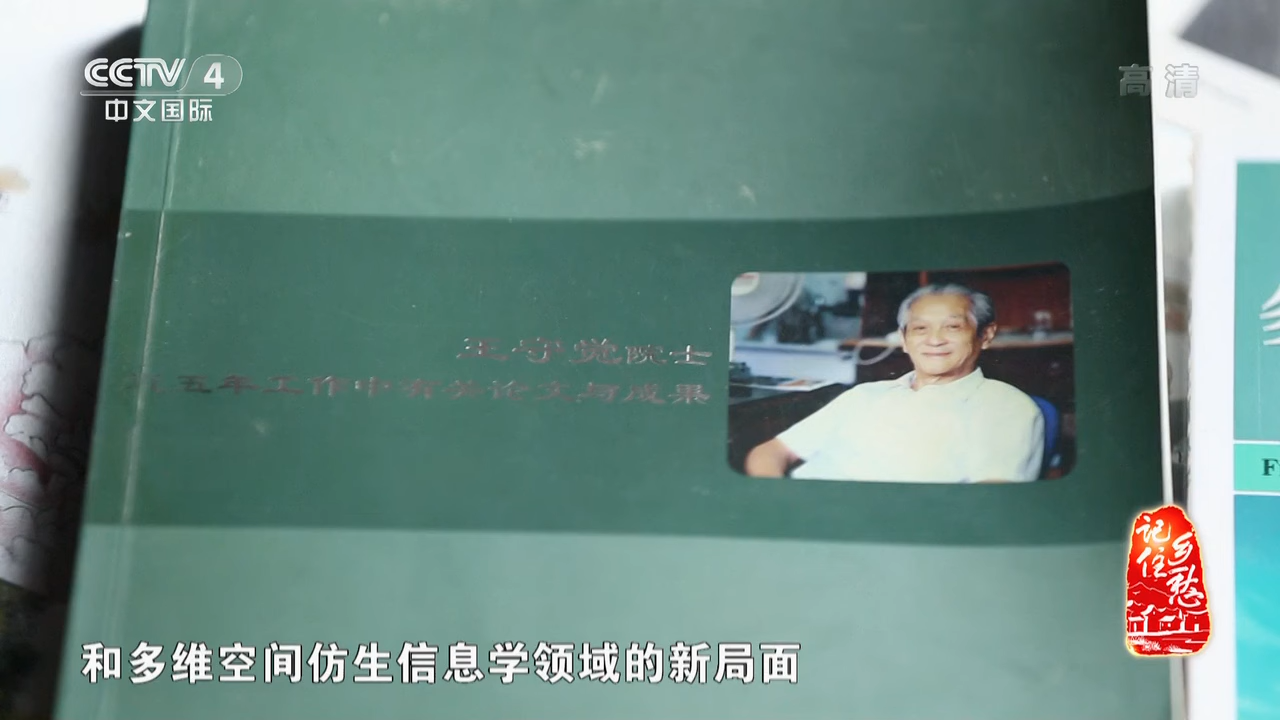 CCTV 4
中文国际
高清
王守觉院士
五年工作中有关论文与成果
记住
乡愁
和多维空间仿生信息学领域的新局面